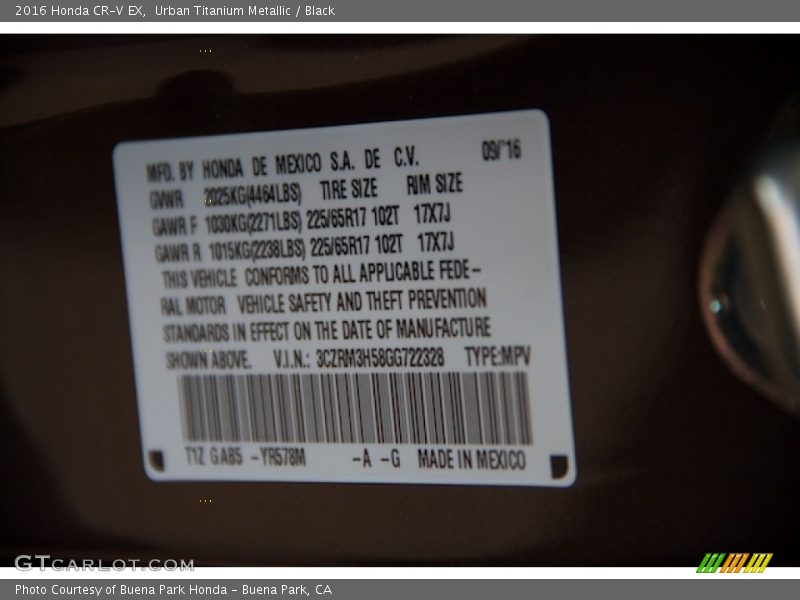 2016 Honda CR-V EX,  Urban Titanium Metallic / Black
MFD. BY HONDA DE MEXICO S.A. DE C.V. 09/'16
GVWR 2025KG(4464LBS) TIRE SIZE RIM SIZE
GAWR F 1030KG(2271LBS) 225/65R17 102T 17X7J
GAWR R 1015KG(2238LBS) 225/65R17 102T 17X7J
THIS VEHICLE CONFORMS TO ALL APPLICABLE FEDE-
RAL MOTOR VEHICLE SAFETY AND THEFT PREVENTION
STANDARDS IN EFFECT ON THE DATE OF MANUFACTURE
SHOWN ABOVE. V.I.N.: 3CZRM3H58GG722328 TYPE:MPV
T1Z GA85 -YR578M -A -G MADE IN MEXICO
GTCARLOT.COM
Photo Courtesy of Buena Park Honda - Buena Park, CA